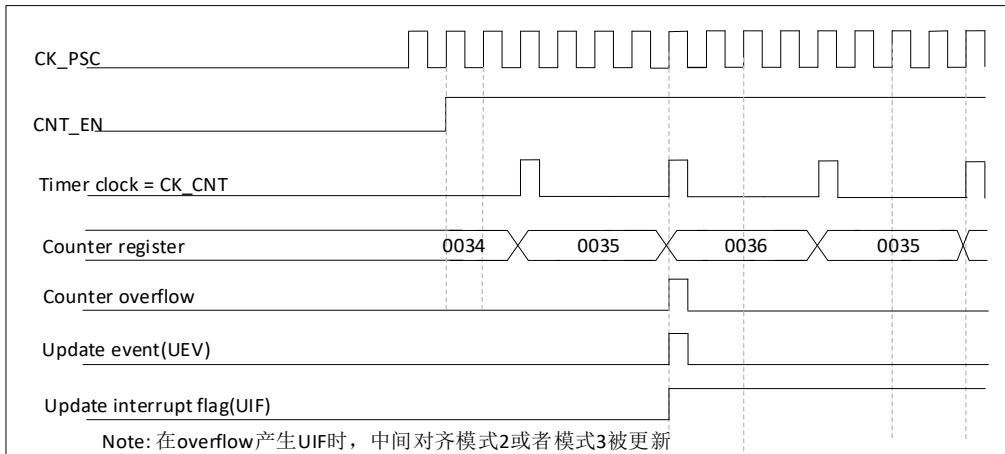 CK_PSC
CNT_EN
Timer clock = CK_CNT
Counter register 0034 0035 0036 0035
Counter overflow
Update event(UEV)
Update interrupt flag(UIF)
Note: 在overflow产生UIF时，中间对齐模式2或者模式3被更新